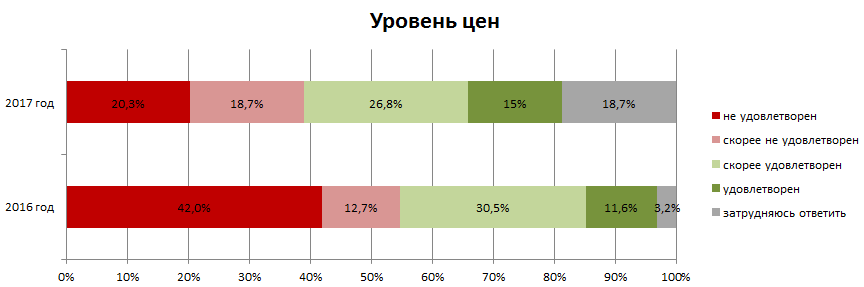 Уровень цен
2017 год
20,3%
18,7%
26,8%
15%
18,7%
2016 год
42,0%
12,7%
30,5%
11,6%
3,2%
0%
10%
20%
30%
40%
50%
60%
70%
80%
90%
100%
не удовлетворен
скорее не удовлетворен
скорее удовлетворен
удовлетворен
затрудняюсь ответить